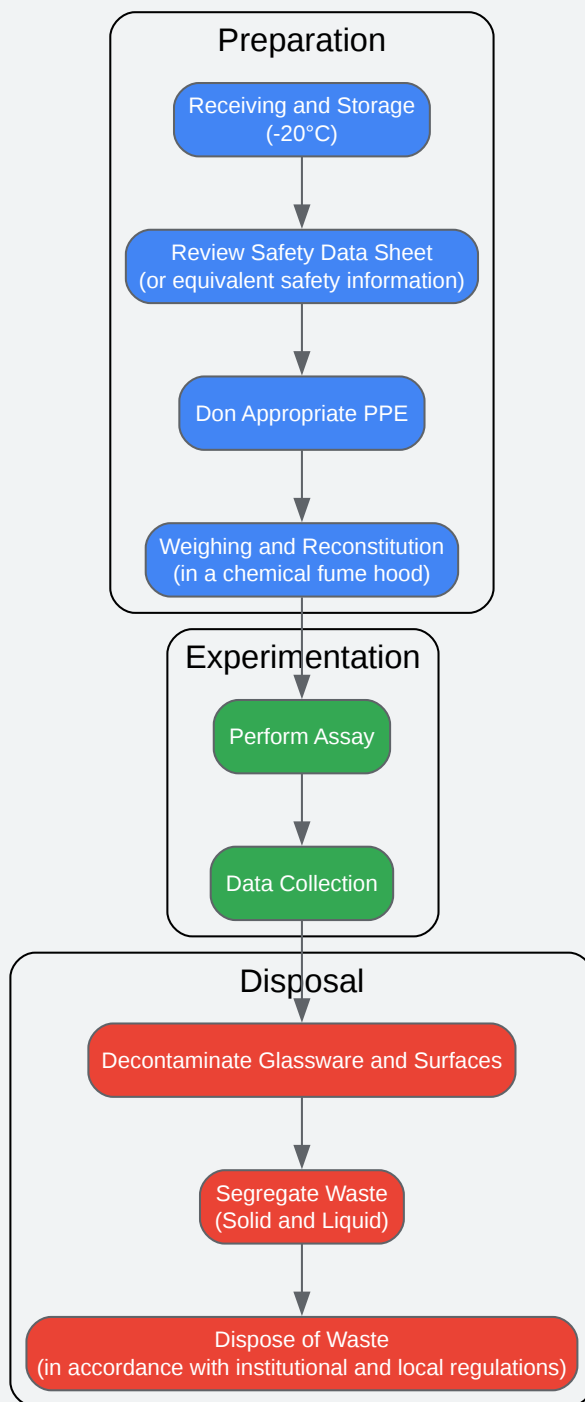 Preparation
Receiving and Storage
(-20°C)
Review Safety Data Sheet
(or equivalent safety information)
Don Appropriate PPE
Weighing and Reconstitution
(in a chemical fume hood)
Experimentation
Perform Assay
Data Collection
Disposal
Decontaminate Glassware and Surfaces
Segregate Waste
(Solid and Liquid)
Dispose of Waste
(in accordance with institutional and local regulations)